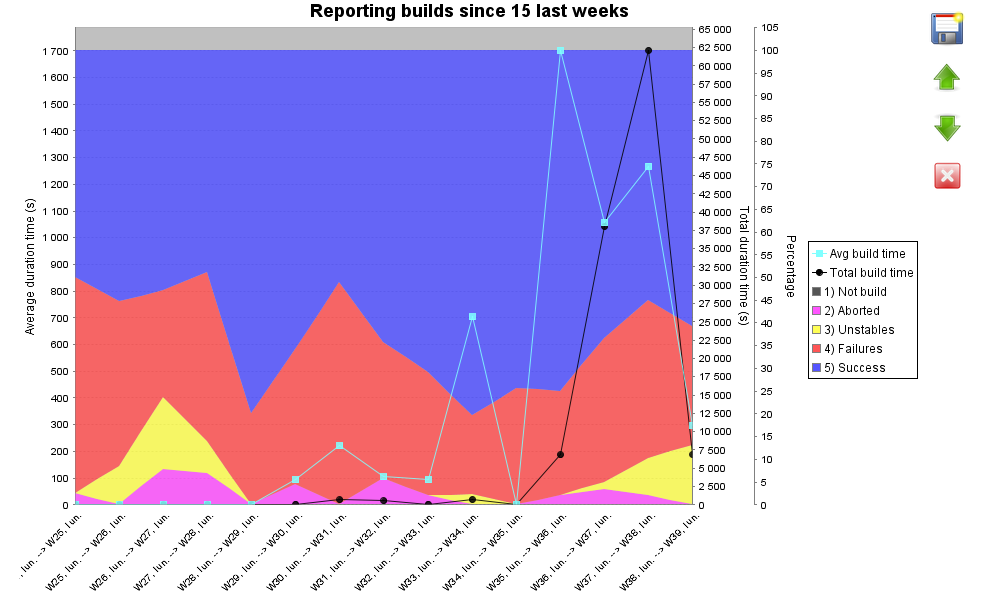 Reporting builds since 15 last weeks
Average duration time (s)
1 700
1 600
1 500
1 400
1 300
1 200
1 100
1 000
900
800
700
600
500
400
300
200
100
0
65 000
62 500
60 000
57 500
55 000
52 500
50 000
47 500
45 000
42 500
40 000
37 500
35 000
32 500
30 000
27 500
25 000
22 500
20 000
17 500
15 000
12 500
10 000
7 500
5 000
2 500
0
Total duration time (s)
105
100
95
90
85
80
75
70
65
60
55
50
45
40
35
30
25
20
15
10
5
0
Percentage
Avg build time
Total build time
1) Not build
2) Aborted
3) Unstables
4) Failures
5) Success
, lun. --> W25, lun.
W25, lun. --> W26, lun.
W26, lun. --> W27, lun.
W27, lun. --> W28, lun.
W28, lun. --> W29, lun.
W29, lun. --> W30, lun.
W30, lun. --> W31, lun.
W31, lun. --> W32, lun.
W32, lun. --> W33, lun.
W33, lun. --> W34, lun.
W34, lun. --> W35, lun.
W35, lun. --> W36, lun.
W36, lun. --> W37, lun.
W37, lun. --> W38, lun.
W38, lun. --> W39, lun.